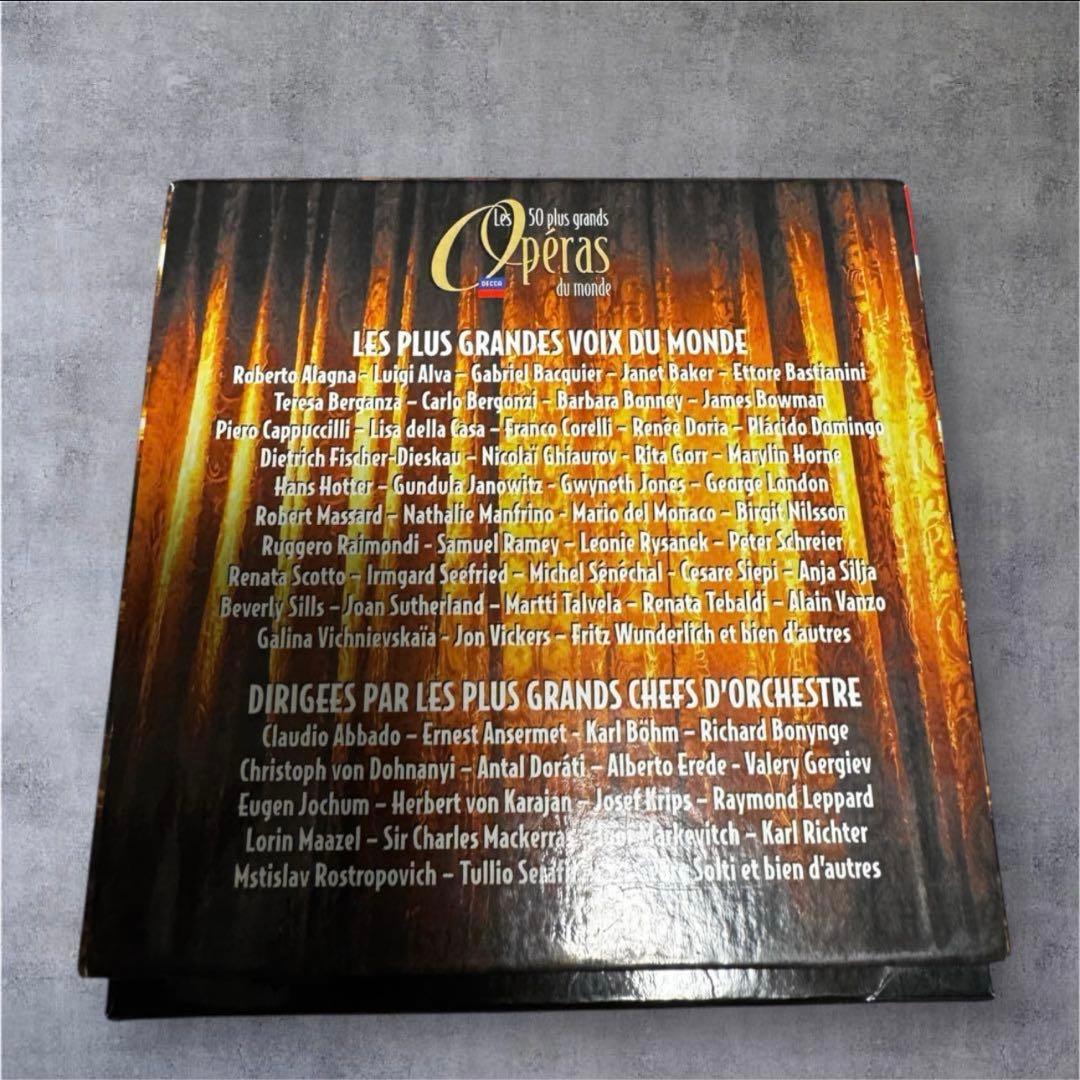 Les 50 plus grands
Opéras
DECCA
du monde
LES PLUS GRANDES VOIX DU MONDE
Roberto Alagna – Luigi Alva – Gabriel Bacquier – Janet Baker – Ettore Bastianini
Teresa Berganza – Carlo Bergonzi – Barbara Bonney – James Bowman
Piero Cappuccilli – Lisa della Casa – Franco Corelli – Renée Doria – Plácido Domingo
Dietrich Fischer-Dieskau – Nicolaï Ghiaurov – Rita Gorr – Marylin Horne
Hans Hotter – Gundula Janowitz – Gwyneth Jones – George London
Robert Massard – Nathalie Manfrino – Mario del Monaco – Birgit Nilsson
Ruggero Raimondi – Samuel Ramey – Leonie Rysanek – Peter Schreier
Renata Scotto – Irmgard Seefried – Michel Sénéchal – Cesare Siepi – Anja Silja
Beverly Sills – Joan Sutherland – Martti Talvela – Renata Tebaldi – Alain Vanzo
Galina Vichnievskaïa – Jon Vickers – Fritz Wunderlich et bien d'autres
DIRIGEES PAR LES PLUS GRANDS CHEFS D'ORCHESTRE
Claudio Abbado – Ernest Ansermet – Karl Böhm – Richard Bonynge
Christoph von Dohnanyi – Antal Doráti – Alberto Erede – Valery Gergiev
Eugen Jochum – Herbert von Karajan – Josef Krips – Raymond Leppard
Lorin Maazel – Sir Charles Mackerras Markevitch – Karl Richter
Mstislav Rostropovich – Tullio Solti et bien d'autres